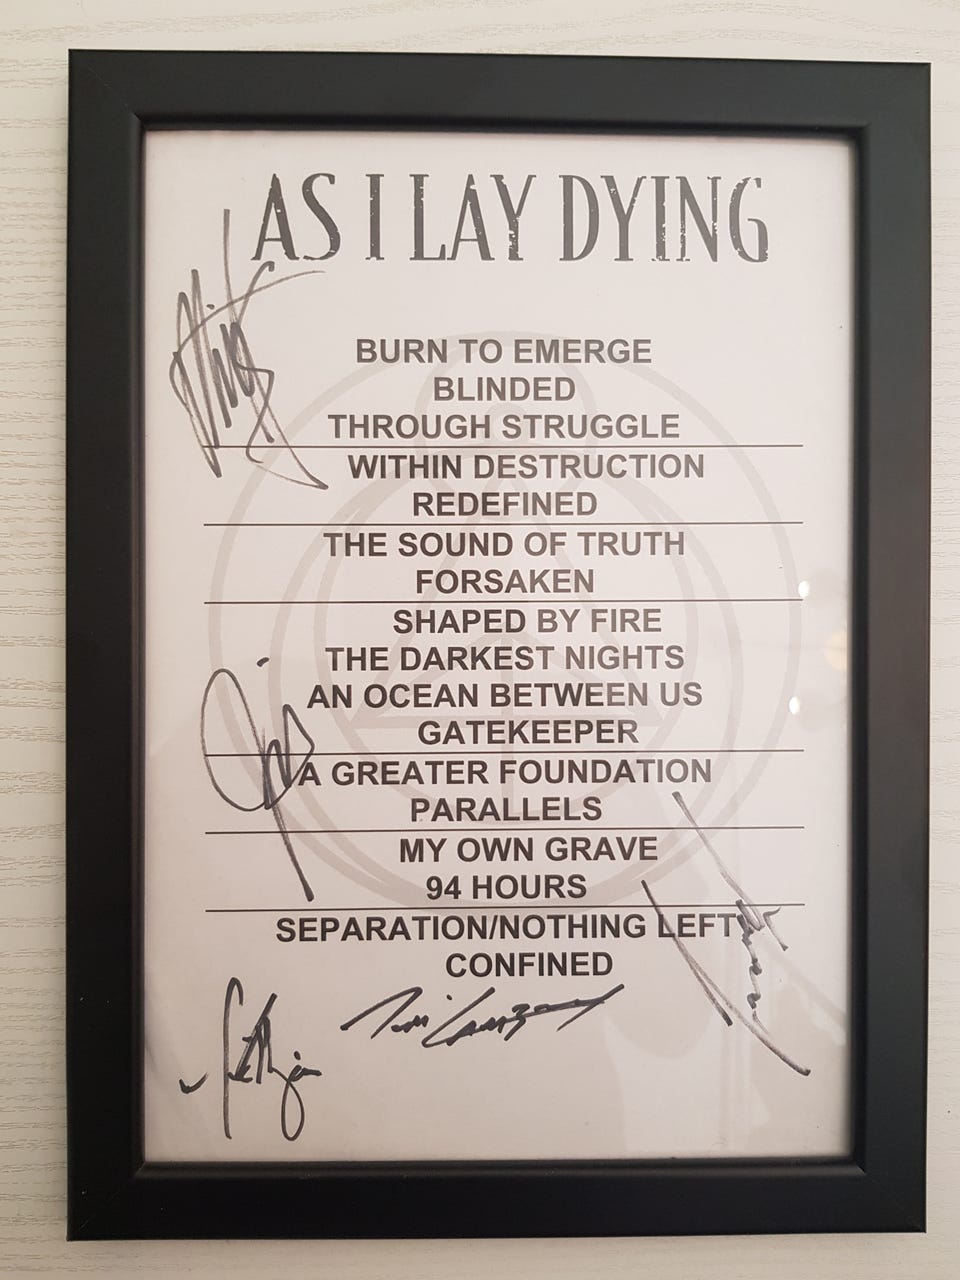 AS I LAY DYING
BURN TO EMERGE
BLINDED
THROUGH STRUGGLE
WITHIN DESTRUCTION
REDEFINED
THE SOUND OF TRUTH
FORSAKEN
SHAPED BY FIRE
THE DARKEST NIGHTS
AN OCEAN BETWEEN US
GATEKEEPER
A GREATER FOUNDATION
PARALLELS
MY OWN GRAVE
94 HOURS
SEPARATION/NOTHING LEFT
CONFINED